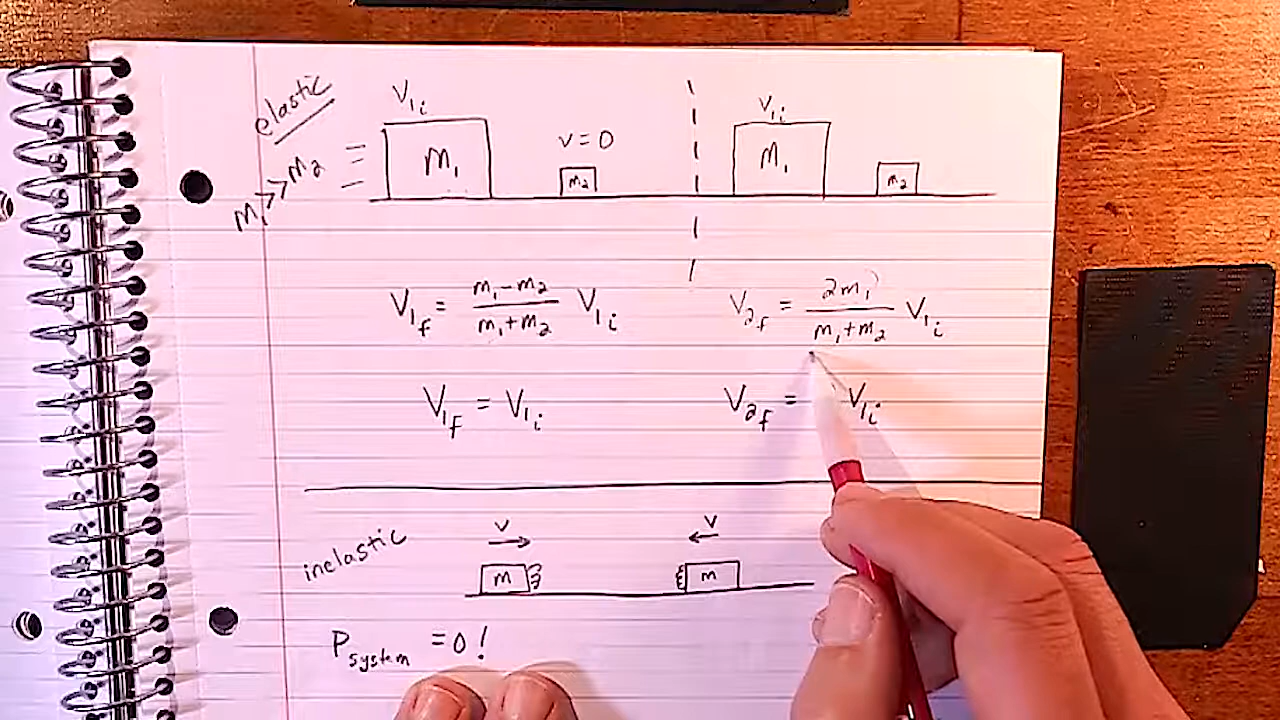 elastic
m₁ >> m₂
V₁ᵢ
m₁
v = 0
m₂
V₁ᵢ
m₁
m₂
V₁f = (m₁ - m₂)/(m₁ + m₂) V₁ᵢ
V₂f = 2m₁/(m₁ + m₂) V₁ᵢ
V₁f = V₁ᵢ
V₂f = V₁ᵢ
inelastic
v
m
v
m
P system = 0!